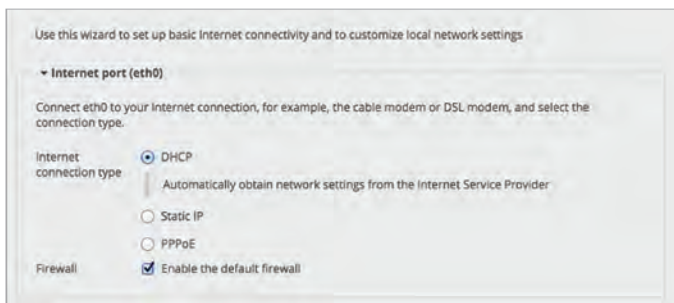 Use this wizard to set up basic Internet connectivity and to customize local network settings
Internet port (eth0)
Connect eth0 to your Internet connection, for example, the cable modem or DSL modem, and select the
connection type.
Internet
connection type
DHCP
Automatically obtain network settings from the Internet Service Provider
Static IP
PPPoE
Firewall
Enable the default firewall